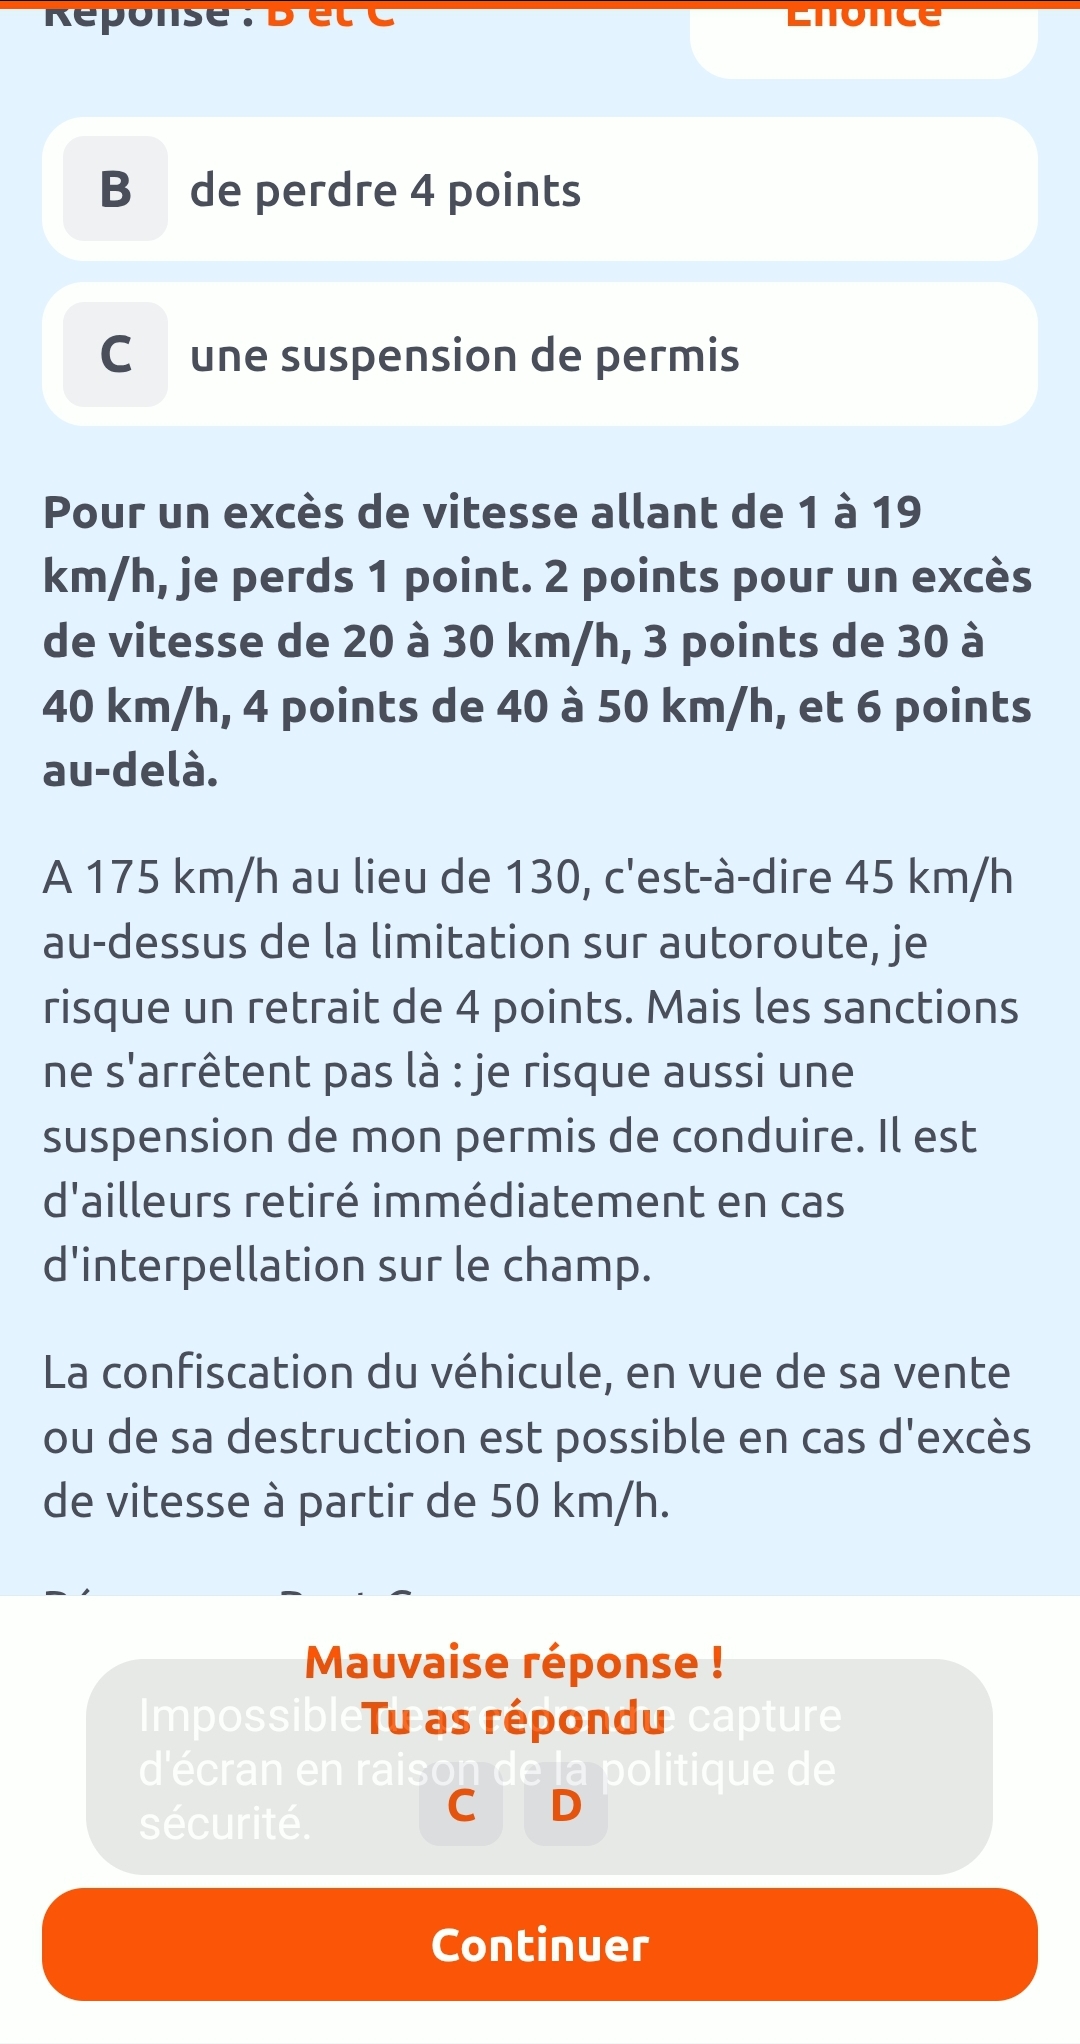 Réponse : B et C
Enoncé
B
de perdre 4 points
C
une suspension de permis
Pour un excès de vitesse allant de 1 à 19
km/h, je perds 1 point. 2 points pour un excès
de vitesse de 20 à 30 km/h, 3 points de 30 à
40 km/h, 4 points de 40 à 50 km/h, et 6 points
au-delà.
A 175 km/h au lieu de 130, c'est-à-dire 45 km/h
au-dessus de la limitation sur autoroute, je
risque un retrait de 4 points. Mais les sanctions
ne s'arrêtent pas là : je risque aussi une
suspension de mon permis de conduire. Il est
d'ailleurs retiré immédiatement en cas
d'interpellation sur le champ.
La confiscation du véhicule, en vue de sa vente
ou de sa destruction est possible en cas d'excès
de vitesse à partir de 50 km/h.
Mauvaise réponse !
Tu as répondu
C D
Impossible de prendre une capture
d'écran en raison de la politique de
sécurité.
Continuer